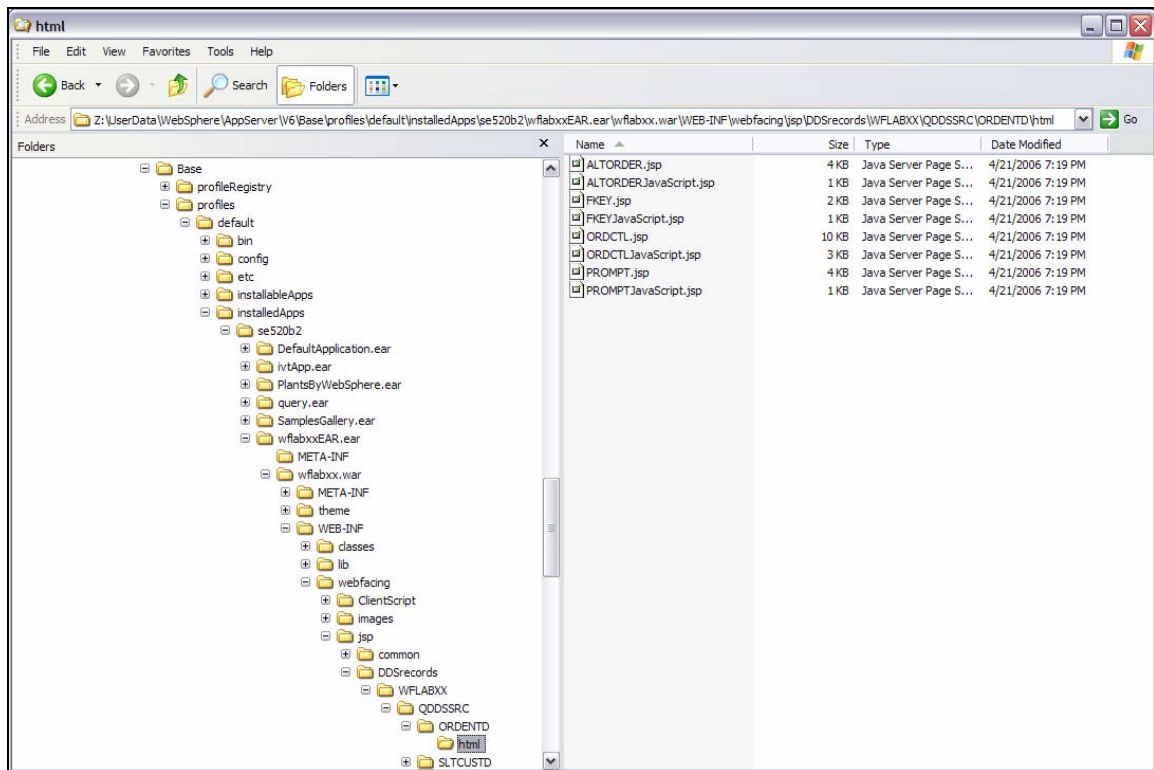 html
File Edit View Favorites Tools Help
Back Search Folders
Address Z:\UserData\WebSphere\AppServer\V6\Base\profiles\default\installedApps\se520b2\wflabxxEAR.ear\wflabxx.war\WEB-INF\webfacing\jsp\DDSrecords\WFLABXX\QDDSSRC\ORDENTD\html Go
Folders
Base
profileRegistry
profiles
default
bin
config
etc
installableApps
installedApps
se520b2
DefaultApplication.ear
ivtApp.ear
PlantsByWebSphere.ear
query.ear
SamplesGallery.ear
wflabxxEAR.ear
META-INF
wflabxx.war
META-INF
theme
WEB-INF
classes
lib
webfacing
ClientScript
images
jsp
common
DDSrecords
WFLABXX
QDDSSRC
ORDENTD
html
SLTCUSTD
Name Size Type Date Modified
ALTORDER.jsp 4 KB Java Server Page S... 4/21/2006 7:19 PM
ALTORDERJavaScript.jsp 1 KB Java Server Page S... 4/21/2006 7:19 PM
FKEY.jsp 2 KB Java Server Page S... 4/21/2006 7:19 PM
FKEYJavaScript.jsp 1 KB Java Server Page S... 4/21/2006 7:19 PM
ORDCTL.jsp 10 KB Java Server Page S... 4/21/2006 7:19 PM
ORDCTLJavaScript.jsp 3 KB Java Server Page S... 4/21/2006 7:19 PM
PROMPT.jsp 4 KB Java Server Page S... 4/21/2006 7:19 PM
PROMPTJavaScript.jsp 1 KB Java Server Page S... 4/21/2006 7:19 PM